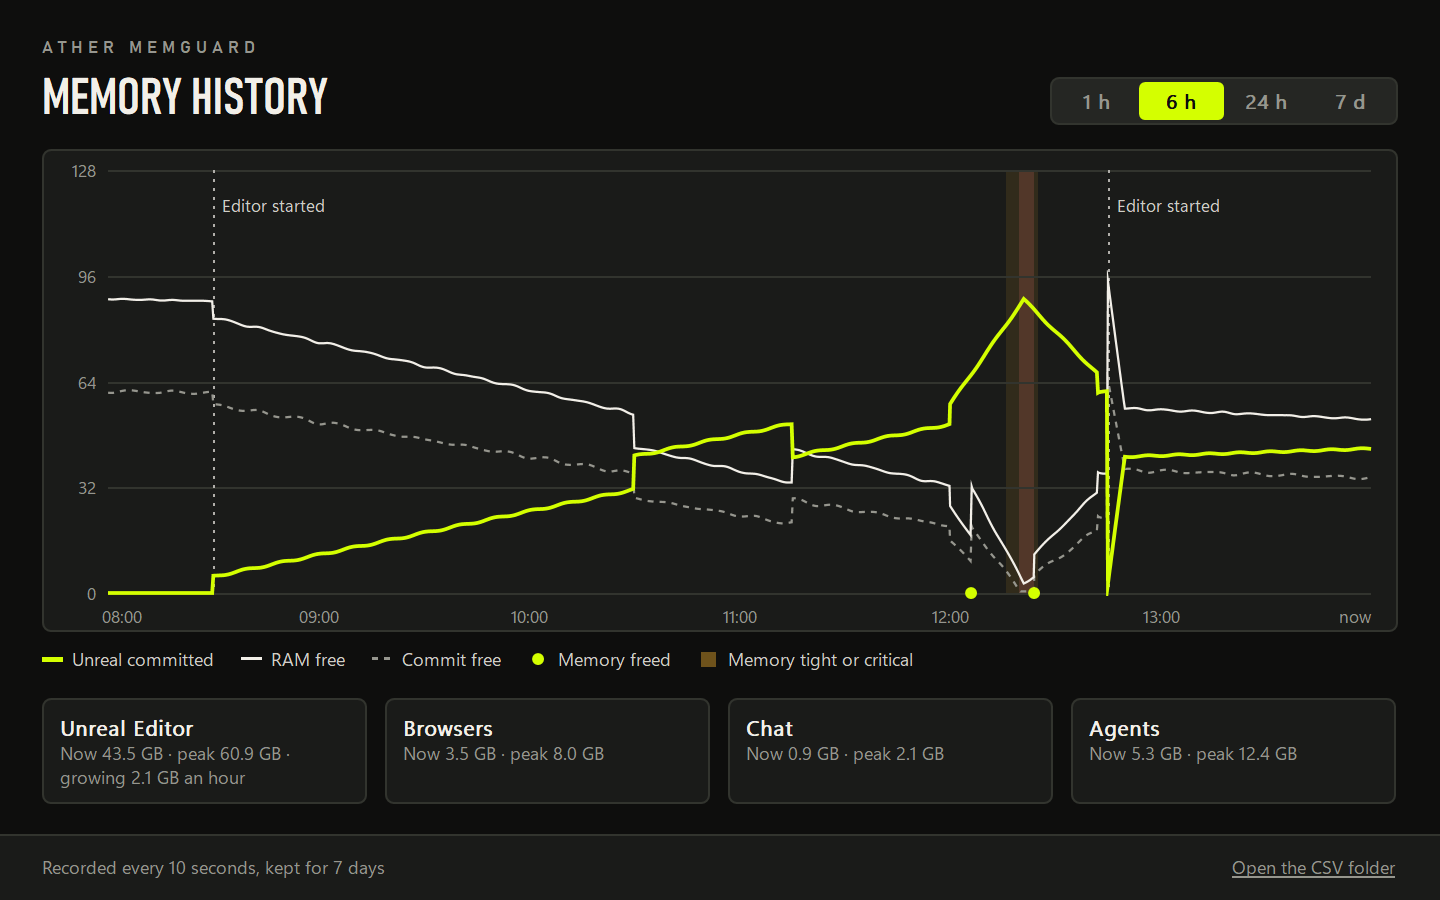 ATHER MEMGUARD
MEMORY HISTORY
1 h
6 h
24 h
7 d
128
96
64
32
0
Editor started
Editor started
08:00
09:00
10:00
11:00
12:00
13:00
now
Unreal committed
RAM free
Commit free
Memory freed
Memory tight or critical
Unreal Editor
Now 43.5 GB · peak 60.9 GB ·
growing 2.1 GB an hour
Browsers
Now 3.5 GB · peak 8.0 GB
Chat
Now 0.9 GB · peak 2.1 GB
Agents
Now 5.3 GB · peak 12.4 GB
Recorded every 10 seconds, kept for 7 days
Open the CSV folder